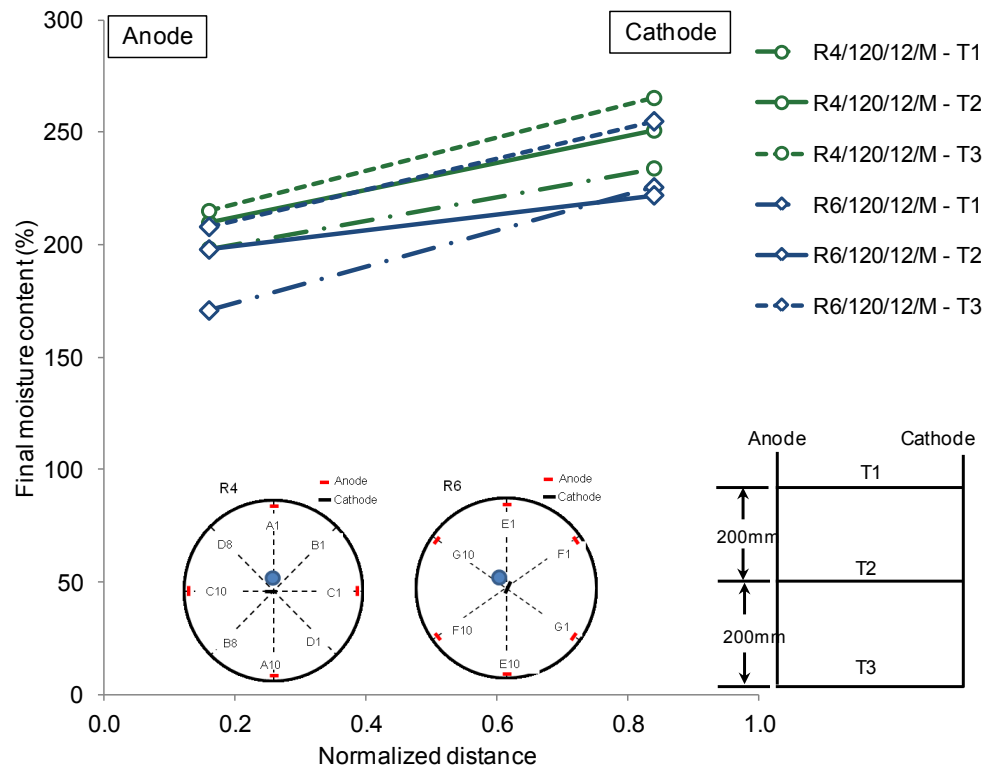 Final moisture content (%)
300
250
200
150
100
50
0
Anode
Cathode
R4/120/12/M - T1
R4/120/12/M - T2
R4/120/12/M - T3
R6/120/12/M - T1
R6/120/12/M - T2
R6/120/12/M - T3
R4
Anode
Cathode
A1
D8
B1
C10
C1
B8
D1
A10
R6
Anode
Cathode
E1
G10
F1
F10
G1
E10
Anode
Cathode
T1
200mm
T2
200mm
T3
0.0
0.2
0.4
0.6
0.8
1.0
Normalized distance